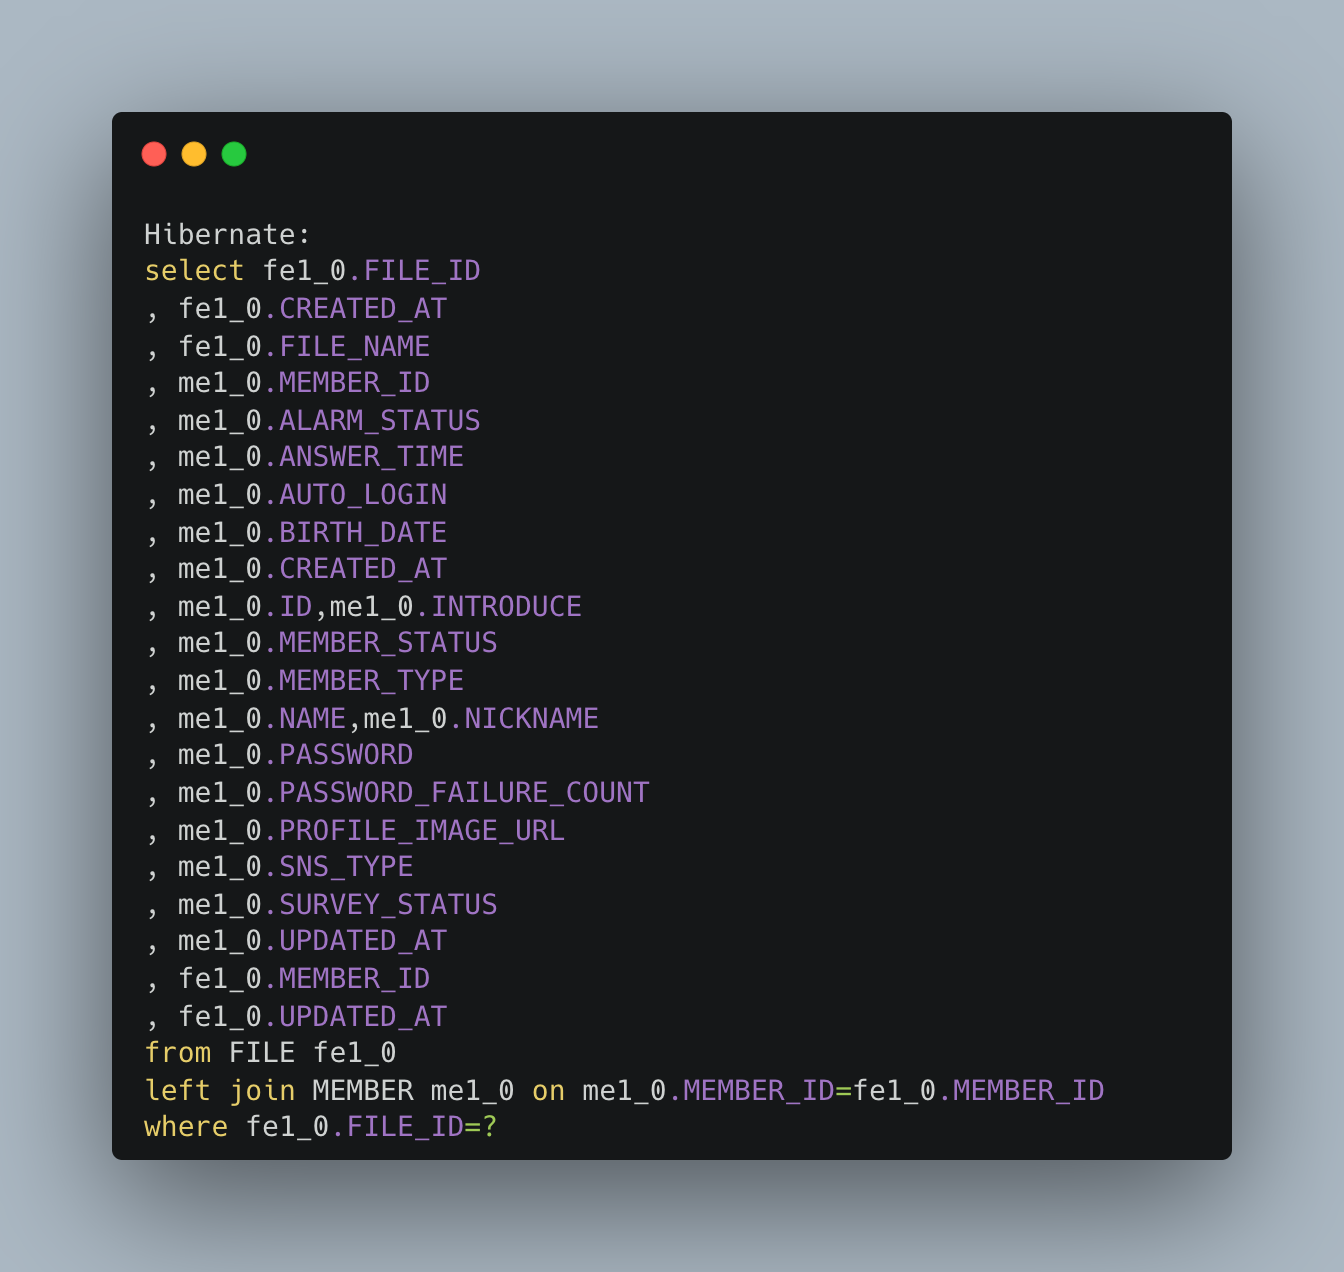 Hibernate:
select fe1_0.FILE_ID
, fe1_0.CREATED_AT
, fe1_0.FILE_NAME
, me1_0.MEMBER_ID
, me1_0.ALARM_STATUS
, me1_0.ANSWER_TIME
, me1_0.AUTO_LOGIN
, me1_0.BIRTH_DATE
, me1_0.CREATED_AT
, me1_0.ID,me1_0.INTRODUCE
, me1_0.MEMBER_STATUS
, me1_0.MEMBER_TYPE
, me1_0.NAME,me1_0.NICKNAME
, me1_0.PASSWORD
, me1_0.PASSWORD_FAILURE_COUNT
, me1_0.PROFILE_IMAGE_URL
, me1_0.SNS_TYPE
, me1_0.SURVEY_STATUS
, me1_0.UPDATED_AT
, fe1_0.MEMBER_ID
, fe1_0.UPDATED_AT
from FILE fe1_0
left join MEMBER me1_0 on me1_0.MEMBER_ID=fe1_0.MEMBER_ID
where fe1_0.FILE_ID=?